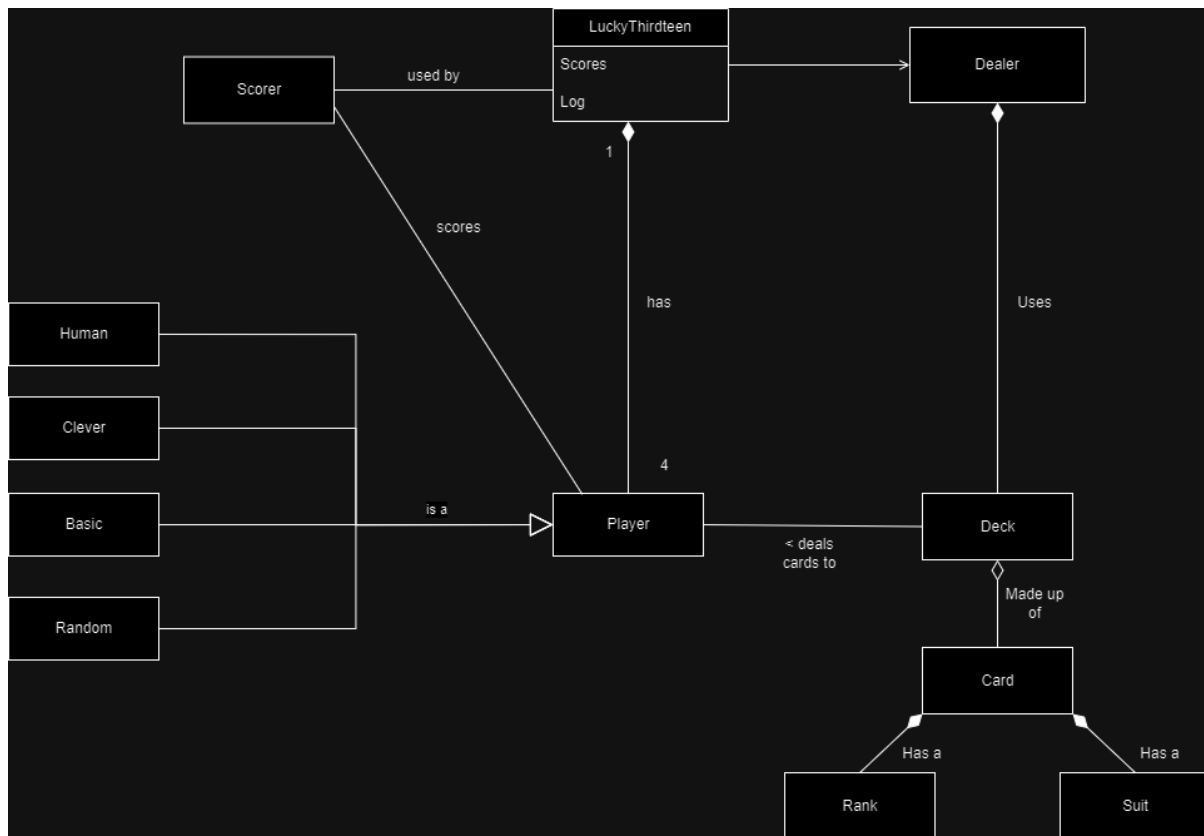 LuckyThirdteen
Scores
Log
Dealer
Scorer
used by
1
scores
has
Uses
Human
Clever
4
Basic
is a
Player
Deck
< deals
cards to
Made up
of
Random
Card
Has a
Has a
Rank
Suit